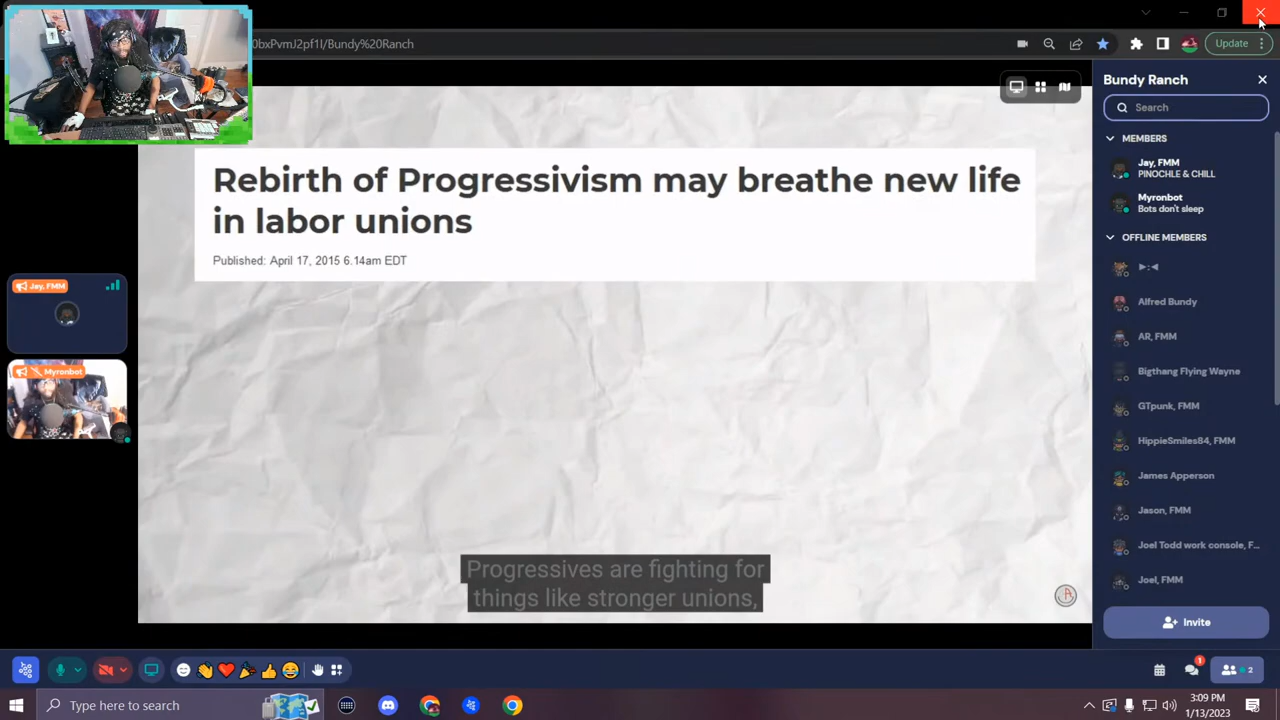 0bxPvmJ2pf1I/Bundy%20Ranch
Update
Bundy Ranch
Search
MEMBERS
Jay, FMM
PINOCHLE & CHILL
Myronbot
Bots don't sleep
OFFLINE MEMBERS
►:◄
Alfred Bundy
AR, FMM
Bigthang Flying Wayne
GTpunk, FMM
HippieSmiles84, FMM
James Apperson
Jason, FMM
Joel Todd work console, F...
Joel, FMM
Invite
Rebirth of Progressivism may breathe new life
in labor unions
Published: April 17, 2015 6.14am EDT
Jay, FMM
Myronbot
Progressives are fighting for
things like stronger unions,
1
2
Type here to search
3:09 PM
1/13/2023